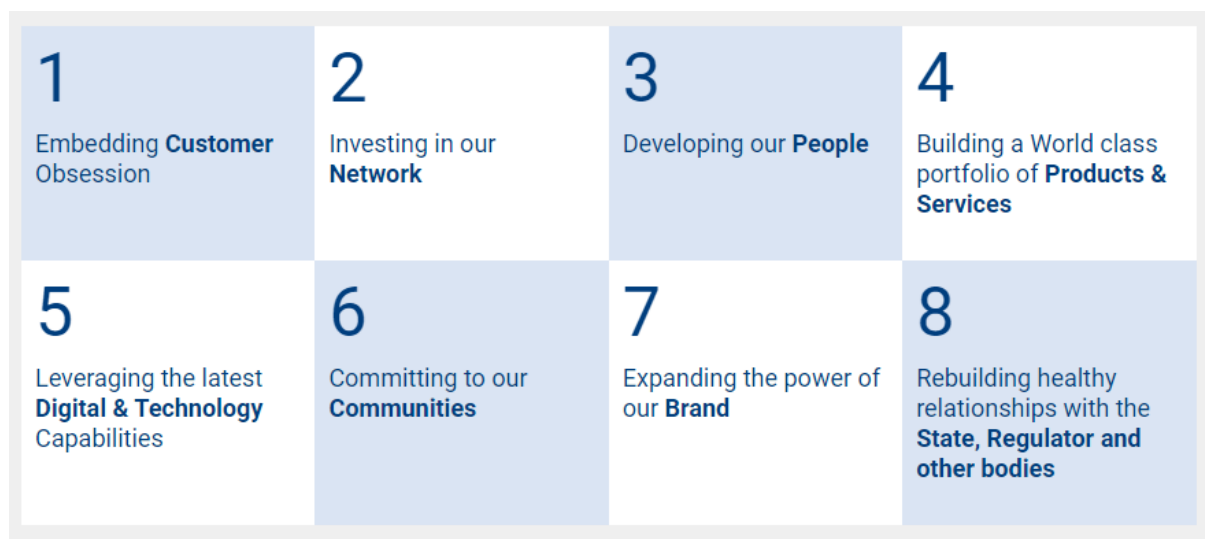 1
Embedding Customer
Obsession
2
Investing in our
Network
3
Developing our People
4
Building a World class
portfolio of Products &
Services
5
Leveraging the latest
Digital & Technology
Capabilities
6
Committing to our
Communities
7
Expanding the power of
our Brand
8
Rebuilding healthy
relationships with the
State, Regulator and
other bodies